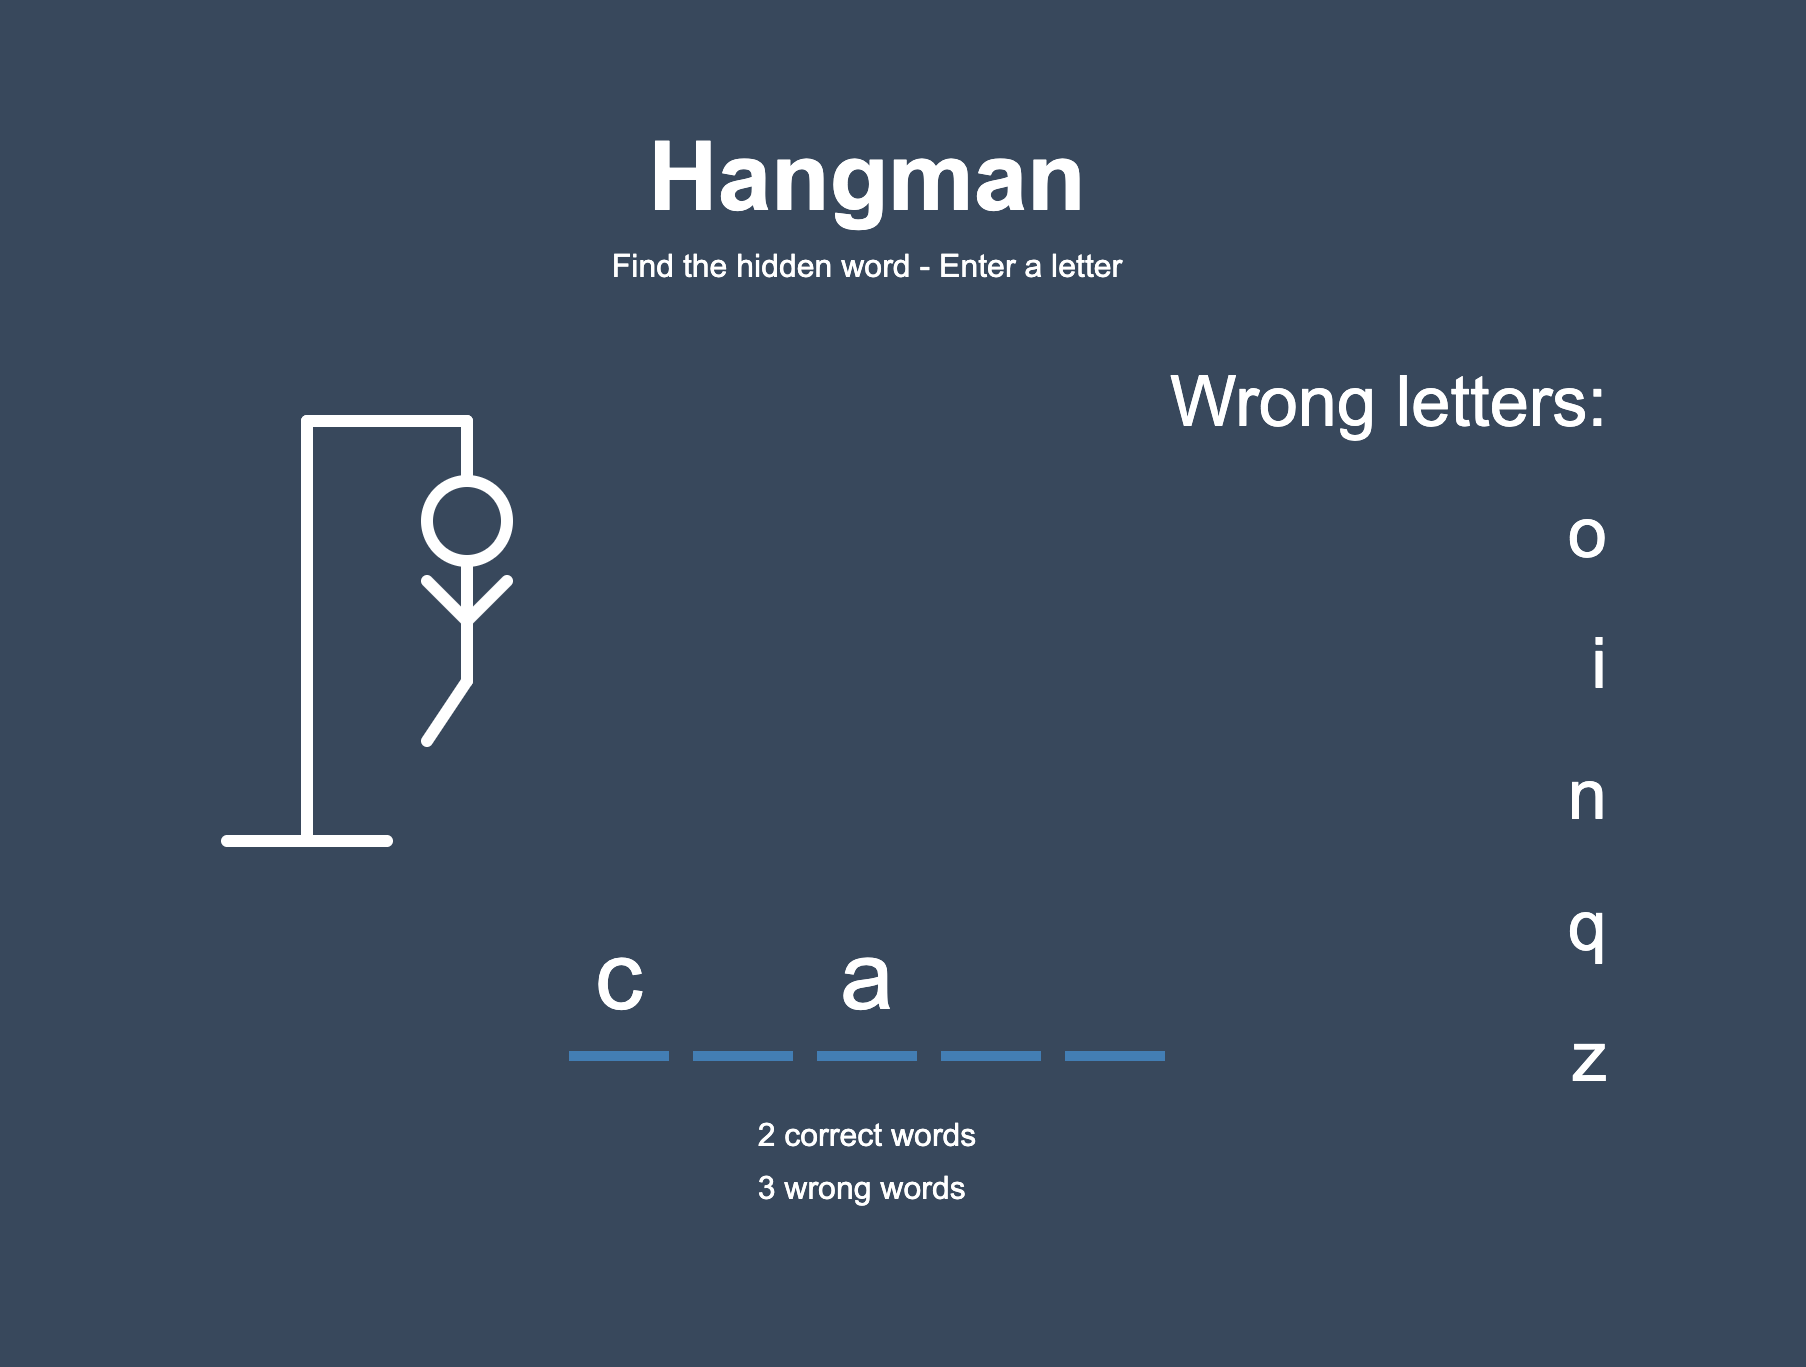 Hangman
Find the hidden word - Enter a letter
Wrong letters:
o
i
n
q
z
c a
2 correct words
3 wrong words